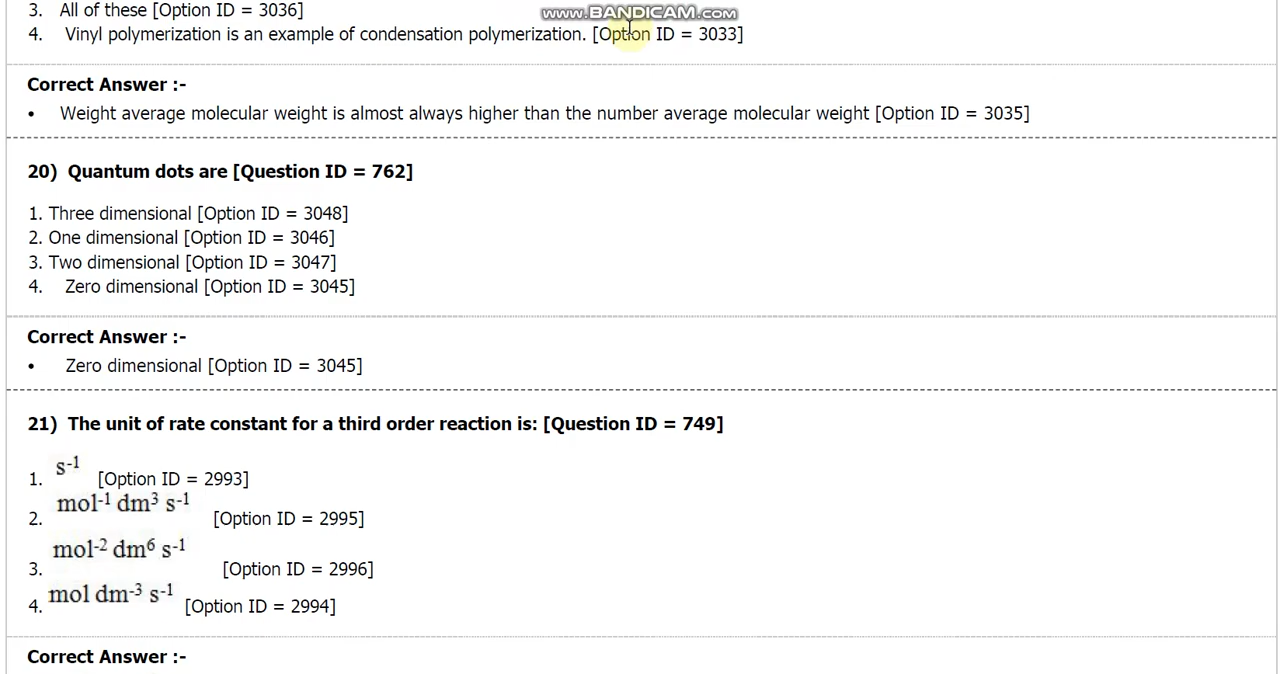 www.BANDICAM.com
3. All of these [Option ID = 3036]
4. Vinyl polymerization is an example of condensation polymerization. [Option ID = 3033]
Correct Answer :-
• Weight average molecular weight is almost always higher than the number average molecular weight [Option ID = 3035]
20) Quantum dots are [Question ID = 762]
1. Three dimensional [Option ID = 3048]
2. One dimensional [Option ID = 3046]
3. Two dimensional [Option ID = 3047]
4. Zero dimensional [Option ID = 3045]
Correct Answer :-
• Zero dimensional [Option ID = 3045]
21) The unit of rate constant for a third order reaction is: [Question ID = 749]
1. s⁻¹ [Option ID = 2993]
2. mol⁻¹ dm³ s⁻¹ [Option ID = 2995]
3. mol⁻² dm⁶ s⁻¹ [Option ID = 2996]
4. mol dm⁻³ s⁻¹ [Option ID = 2994]
Correct Answer :-